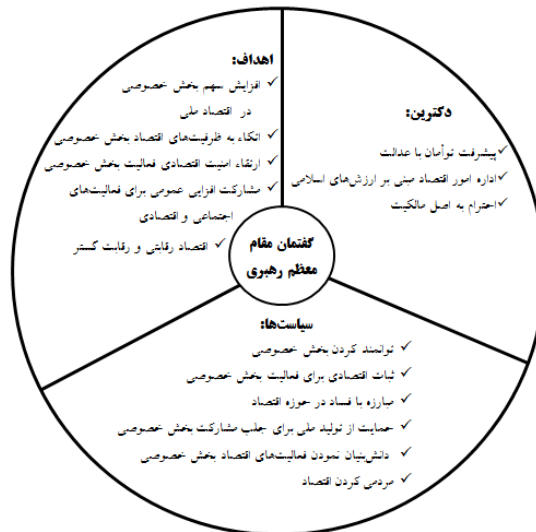 اهداف:
✓ افزایش سهم بخش خصوصی
در اقتصاد ملی
✓ اتکاء به ظرفیت‌های اقتصاد بخش خصوصی
✓ ارتقاء امنیت اقتصادی فعالیت بخش خصوصی
✓ مشارکت افزایی عمومی برای فعالیت‌های
اجتماعی و اقتصادی
✓ اقتصاد رقابتی و رقابت گستر
دکترین:
✓ پیشرفت توأمان با عدالت
✓ اداره امور اقتصاد مبنی بر ارزش‌های اسلامی
✓ احترام به اصل مالکیت
گفتمان مقام
معظم رهبری
سیاست‌ها:
✓ توانمند کردن بخش خصوصی
✓ ثبات اقتصادی برای فعالیت بخش خصوصی
✓ مبارزه با فساد در حوزه اقتصاد
✓ حمایت از تولید ملی برای جلب مشارکت بخش خصوصی
✓ دانش‌بنیان نمودن فعالیت‌های اقتصاد بخش خصوصی
✓ مردمی کردن اقتصاد